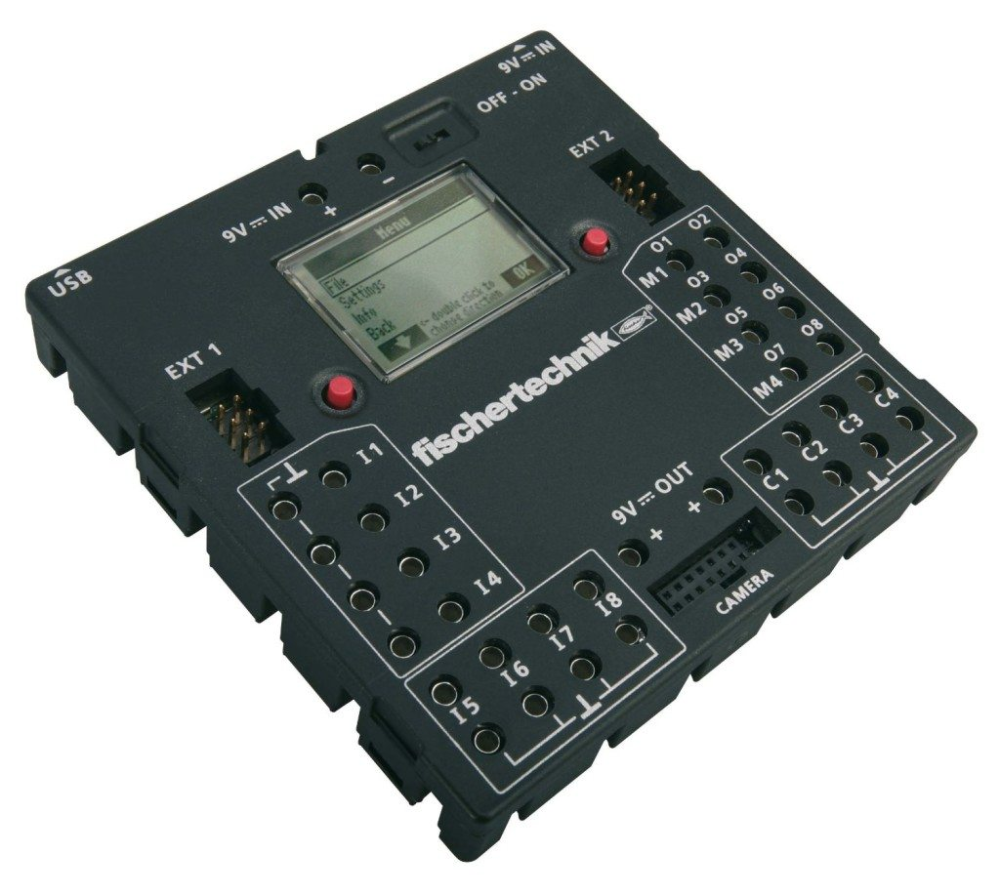 9V IN
OFF - ON
9V IN
+
-
USB
EXT 2
Menu
File
Settings
Info
Back
<- double click to
change direction
OK
EXT 1
fischertechnik
®
O1 O2
M1
O3 O4
M2
O5 O6
M3
O7 O8
M4
I1
I2
I3
I4
C1
C2
C3
C4
9V OUT
+
+
CAMERA
I5
I6
I7
I8